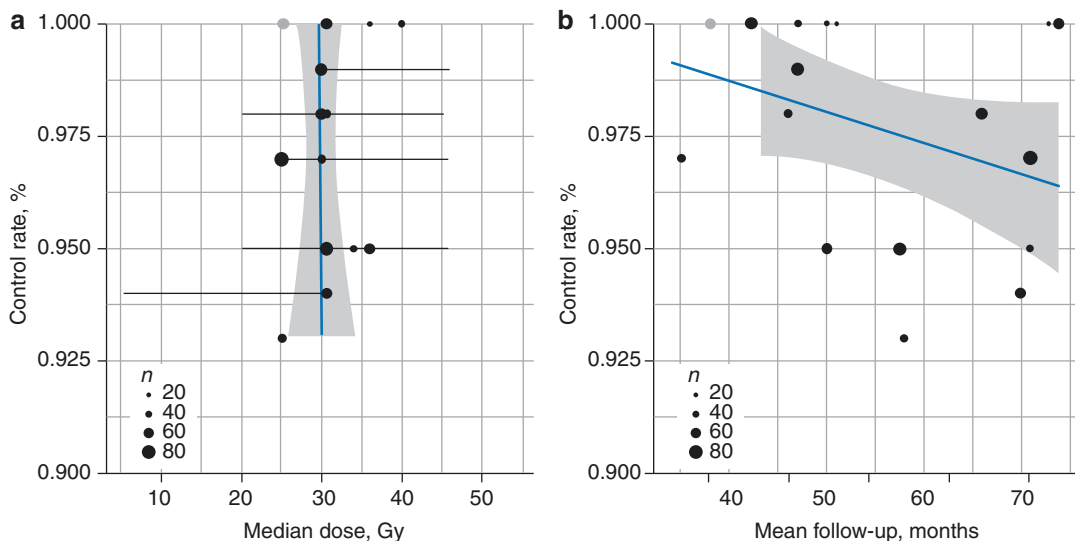 a
Control rate, %
1.000
0.975
0.950
0.925
0.900
n
20
40
60
80
10 20 30 40 50
Median dose, Gy
b
Control rate, %
1.000
0.975
0.950
0.925
0.900
n
20
40
60
80
40 50 60 70
Mean follow-up, months